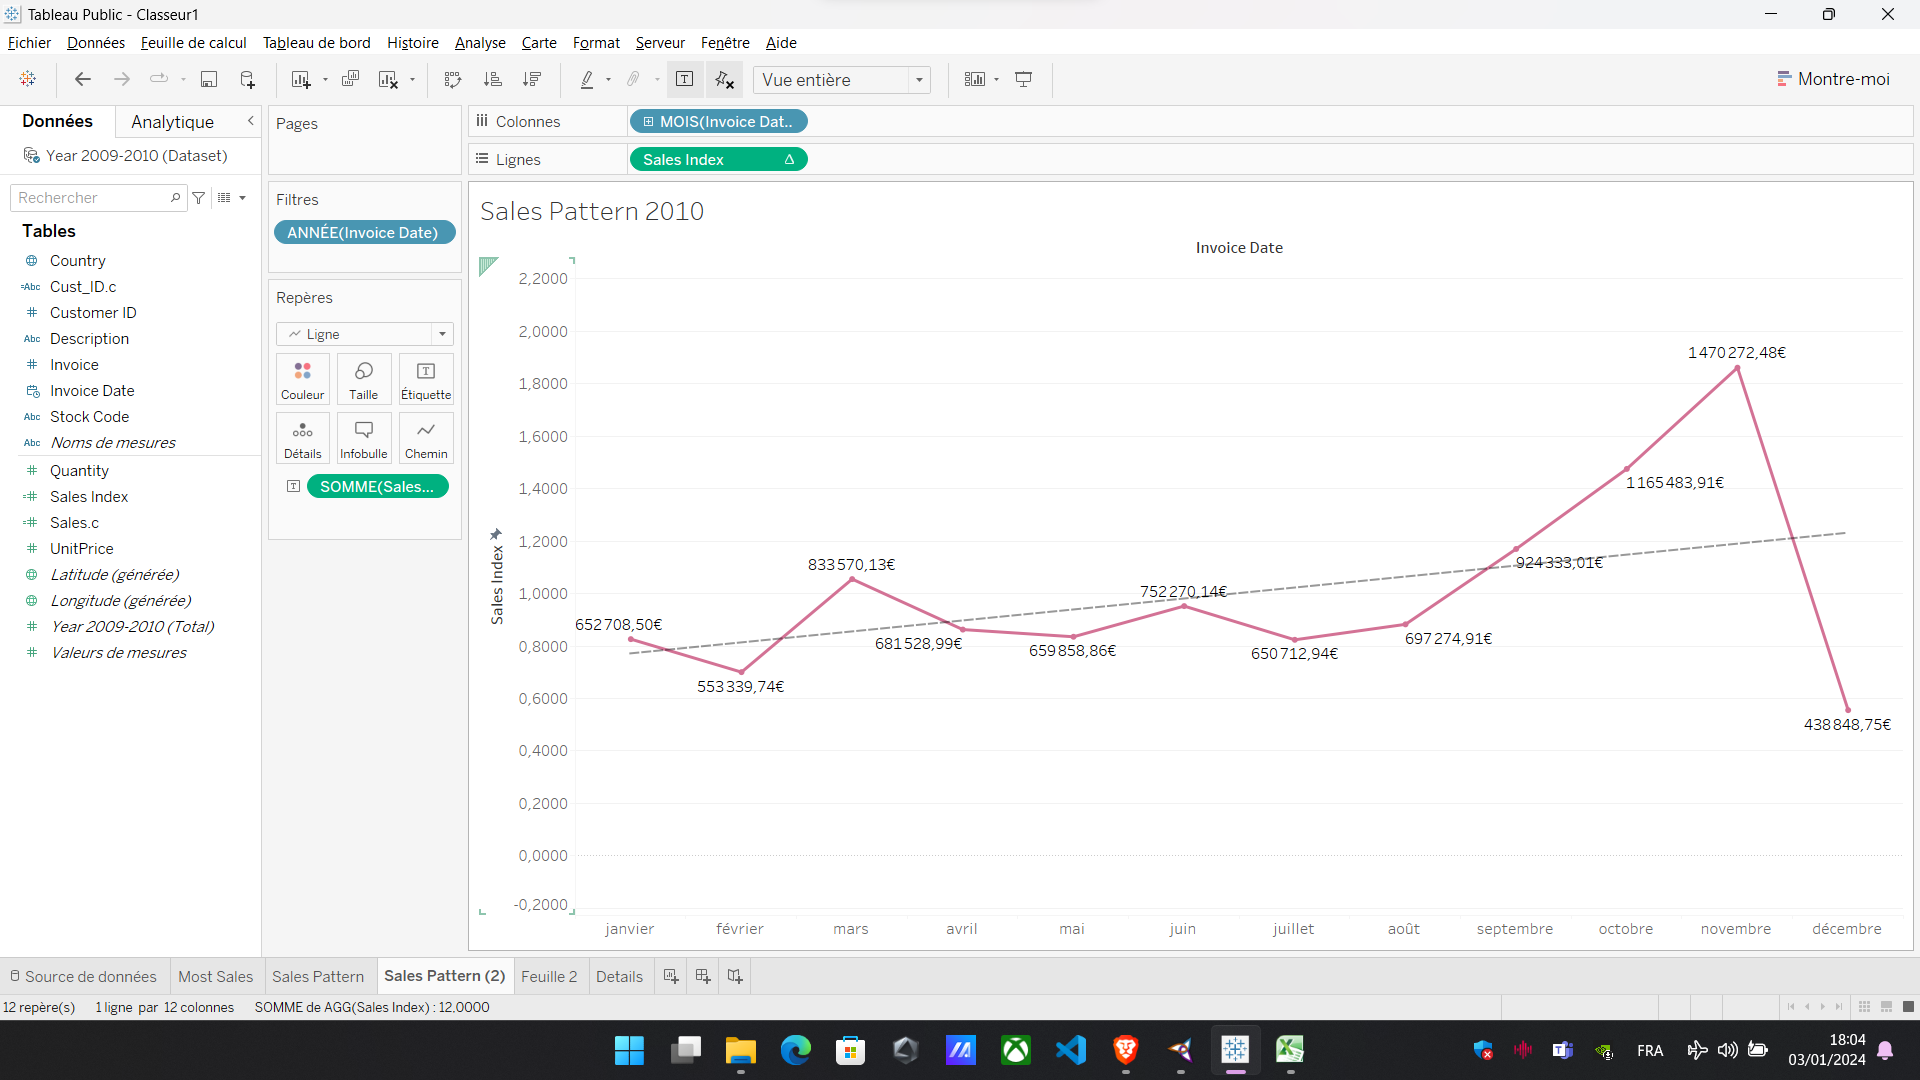 Tableau Public - Classeur1
Fichier Données Feuille de calcul Tableau de bord Histoire Analyse Carte Format Serveur Fenêtre Aide
Vue entière
Montre-moi
Données Analytique
Year 2009-2010 (Dataset)
Rechercher
Tables
Country
=Abc Cust_ID.c
Customer ID
Abc Description
Invoice
Invoice Date
Abc Stock Code
Abc Noms de mesures
Quantity
Sales Index
Sales.c
UnitPrice
Latitude (générée)
Longitude (générée)
Year 2009-2010 (Total)
Valeurs de mesures
Pages
Filtres
ANNÉE(Invoice Date)
Repères
Ligne
Couleur Taille Étiquette
Détails Infobulle Chemin
SOMME(Sales...
Colonnes MOIS(Invoice Dat..
Lignes Sales Index Δ
Sales Pattern 2010
Invoice Date
Sales Index
2,2000
2,0000
1,8000
1,6000
1,4000
1,2000
1,0000
0,8000
0,6000
0,4000
0,2000
0,0000
-0,2000
652 708,50€
553 339,74€
833 570,13€
681 528,99€
659 858,86€
752 270,14€
650 712,94€
697 274,91€
924 333,01€
1 165 483,91€
1 470 272,48€
438 848,75€
janvier février mars avril mai juin juillet août septembre octobre novembre décembre
Source de données Most Sales Sales Pattern Sales Pattern (2) Feuille 2 Details
12 repère(s) 1 ligne par 12 colonnes SOMME de AGG(Sales Index) : 12,0000
FRA
18:04
03/01/2024